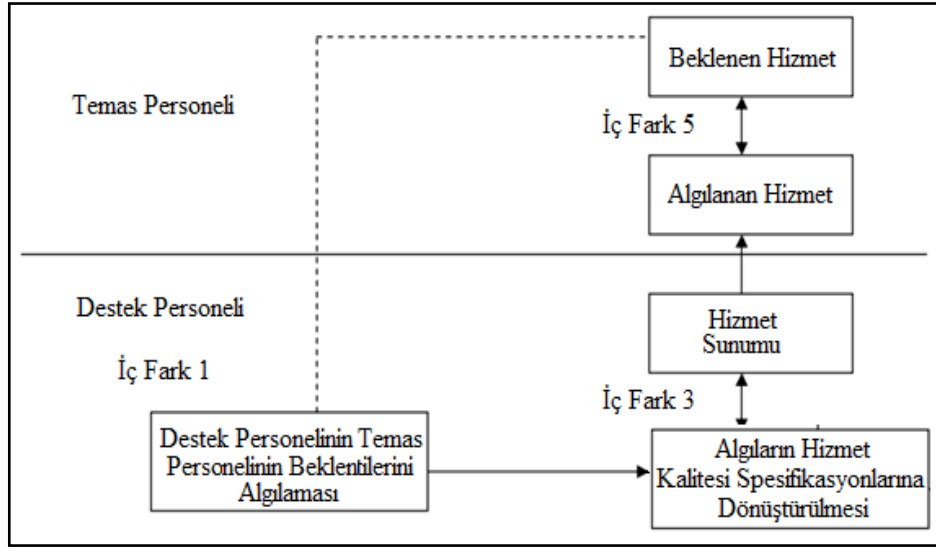 Beklenen Hizmet
Temas Personeli
İç Fark 5
Algılanan Hizmet
Destek Personeli
Hizmet
Sunumu
İç Fark 1
İç Fark 3
Destek Personelinin Temas
Personelinin Beklentilerini
Algılaması
Algıların Hizmet
Kalitesi Spesifikasyonlarına
Dönüştürülmesi